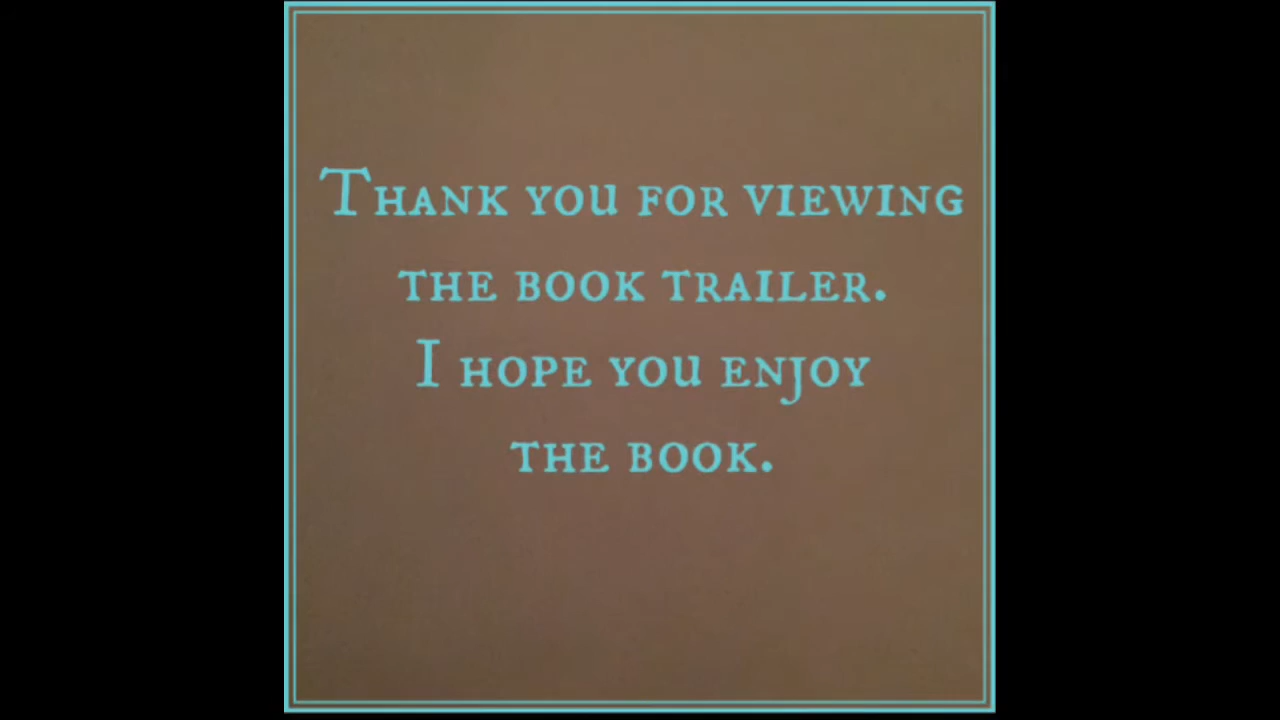 Thank you for viewing
the book trailer.
I hope you enjoy
the book.